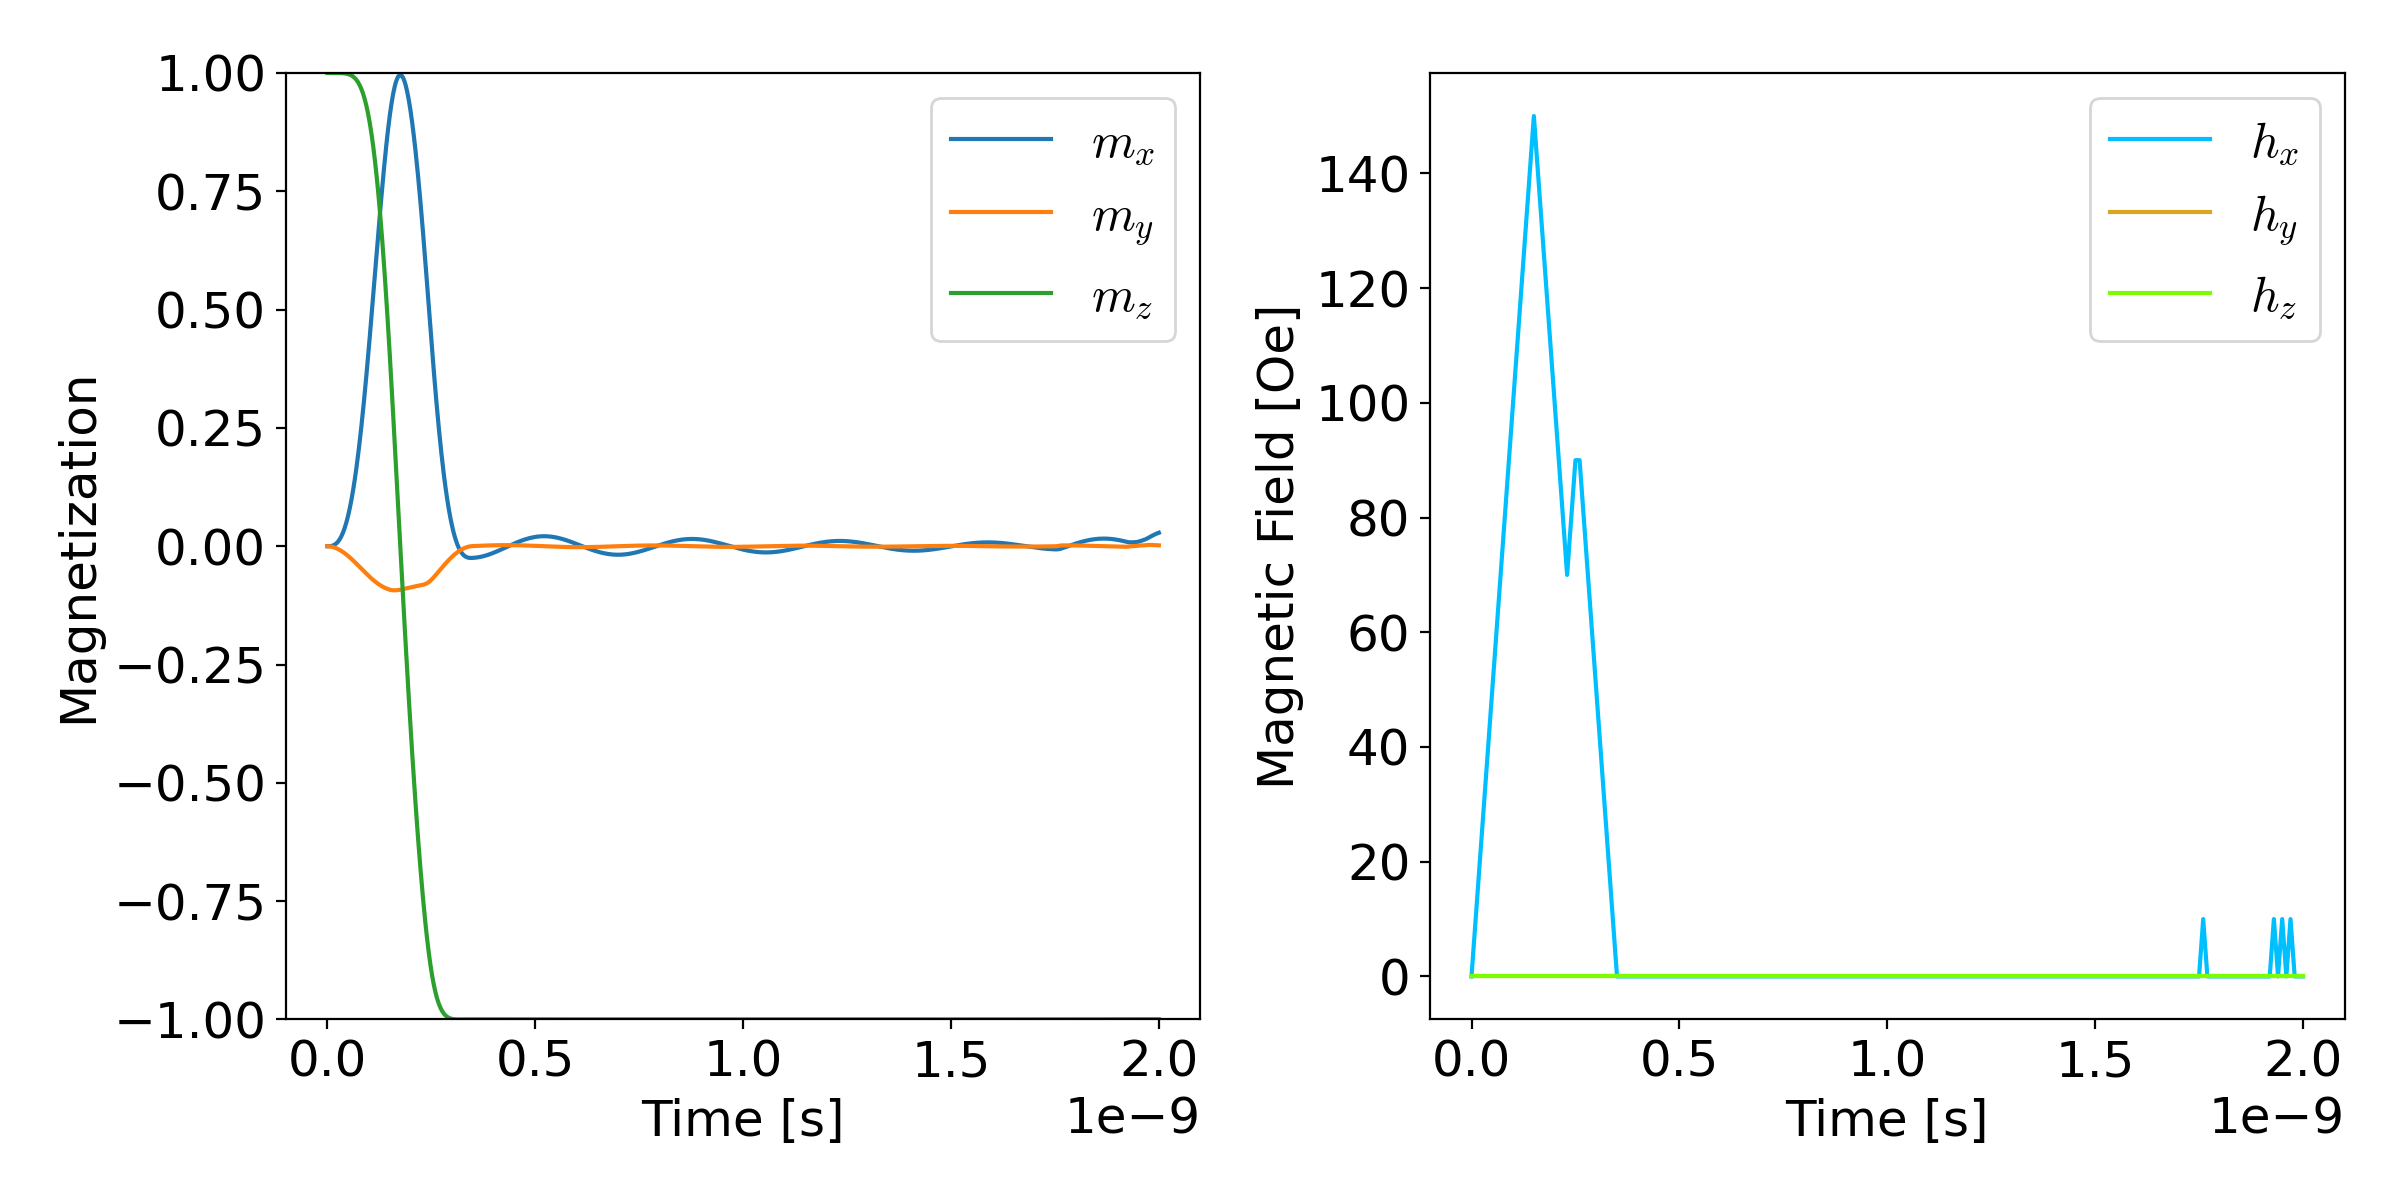 1.00
0.75
0.50
0.25
0.00
−0.25
−0.50
−0.75
−1.00
Magnetization
0.0 0.5 1.0 1.5 2.0
Time [s]
1e−9
m_x
m_y
m_z
140
120
100
80
60
40
20
0
Magnetic Field [Oe]
0.0 0.5 1.0 1.5 2.0
Time [s]
1e−9
h_x
h_y
h_z